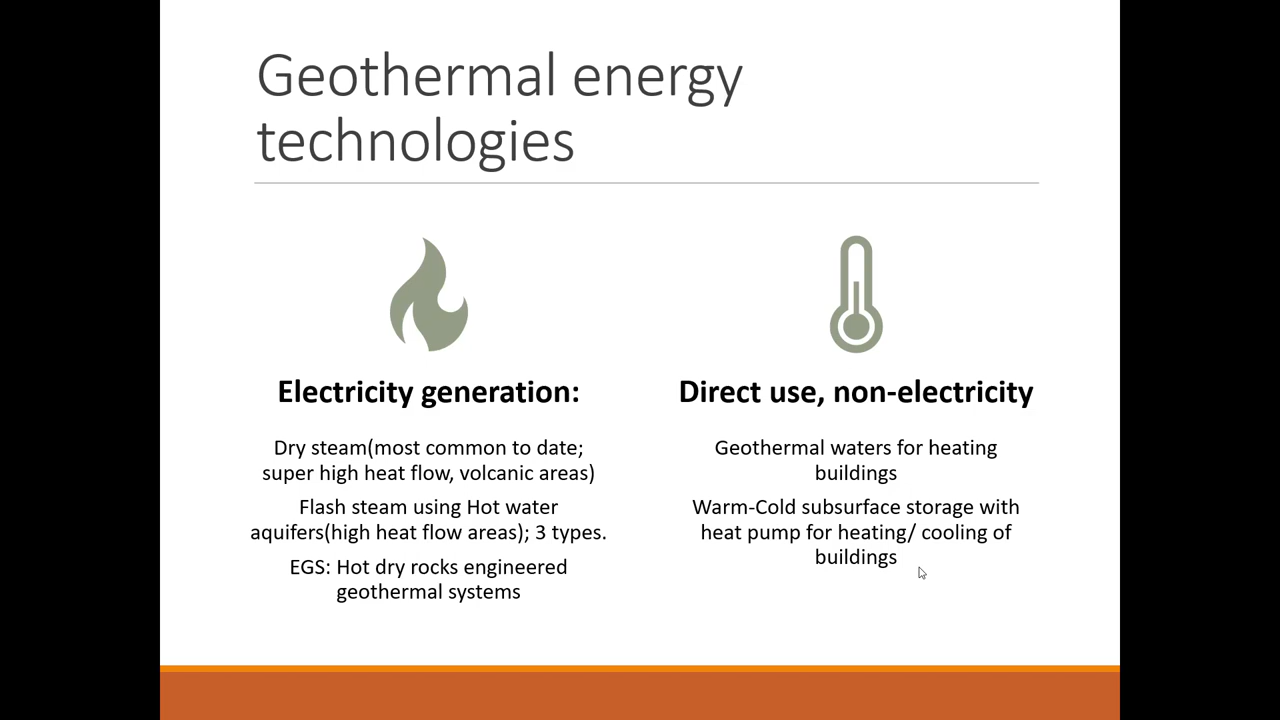 Geothermal energy
technologies
Electricity generation:
Dry steam(most common to date;
super high heat flow, volcanic areas)
Flash steam using Hot water
aquifers(high heat flow areas); 3 types.
EGS: Hot dry rocks engineered
geothermal systems
Direct use, non-electricity
Geothermal waters for heating
buildings
Warm-Cold subsurface storage with
heat pump for heating/ cooling of
buildings